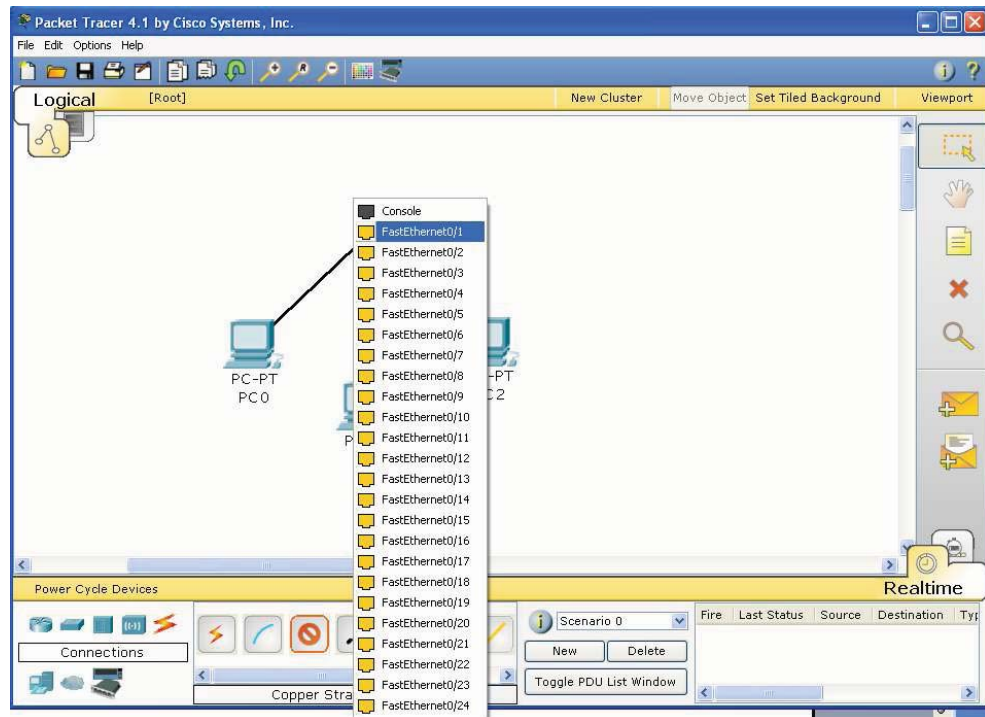 Packet Tracer 4.1 by Cisco Systems, Inc.
File Edit Options Help
Logical [Root] New Cluster Move Object Set Tiled Background Viewport
Console
FastEthernet0/1
FastEthernet0/2
FastEthernet0/3
FastEthernet0/4
FastEthernet0/5
FastEthernet0/6
FastEthernet0/7
FastEthernet0/8
FastEthernet0/9
FastEthernet0/10
FastEthernet0/11
FastEthernet0/12
FastEthernet0/13
FastEthernet0/14
FastEthernet0/15
FastEthernet0/16
FastEthernet0/17
FastEthernet0/18
FastEthernet0/19
FastEthernet0/20
FastEthernet0/21
FastEthernet0/22
FastEthernet0/23
FastEthernet0/24
PC-PT
PC0
P
-PT
2
Realtime
Power Cycle Devices
Connections
Copper Stra
Scenario 0
New Delete
Toggle PDU List Window
Fire Last Status Source Destination Typ